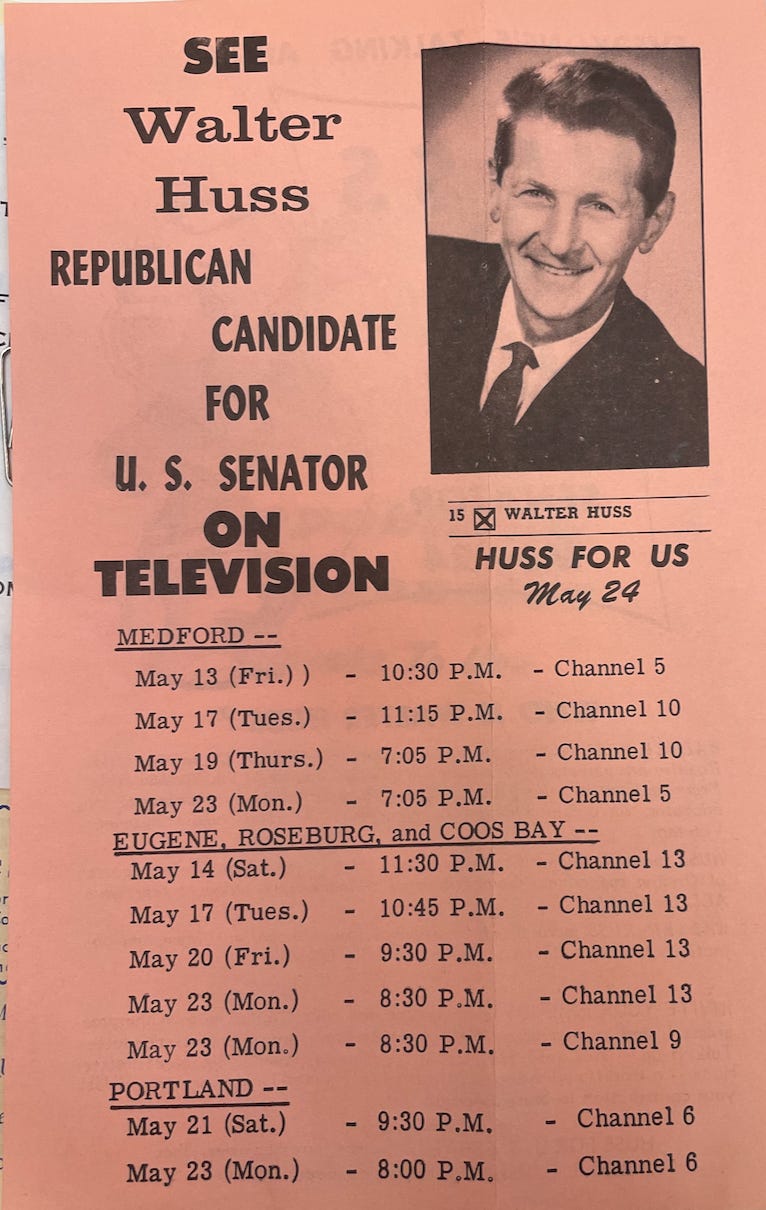 SEE
Walter
Huss
REPUBLICAN
CANDIDATE
FOR
U. S. SENATOR
ON
TELEVISION
15 ☒ WALTER HUSS
HUSS FOR US
May 24
MEDFORD --
May 13 (Fri.) ) - 10:30 P.M. - Channel 5
May 17 (Tues.) - 11:15 P.M. - Channel 10
May 19 (Thurs.) - 7:05 P.M. - Channel 10
May 23 (Mon.) - 7:05 P.M. - Channel 5
EUGENE, ROSEBURG, and COOS BAY --
May 14 (Sat.) - 11:30 P.M. - Channel 13
May 17 (Tues.) - 10:45 P.M. - Channel 13
May 20 (Fri.) - 9:30 P.M. - Channel 13
May 23 (Mon.) - 8:30 P.M. - Channel 13
May 23 (Mon.) - 8:30 P.M. - Channel 9
PORTLAND --
May 21 (Sat.) - 9:30 P.M. - Channel 6
May 23 (Mon.) - 8:00 P.M. - Channel 6